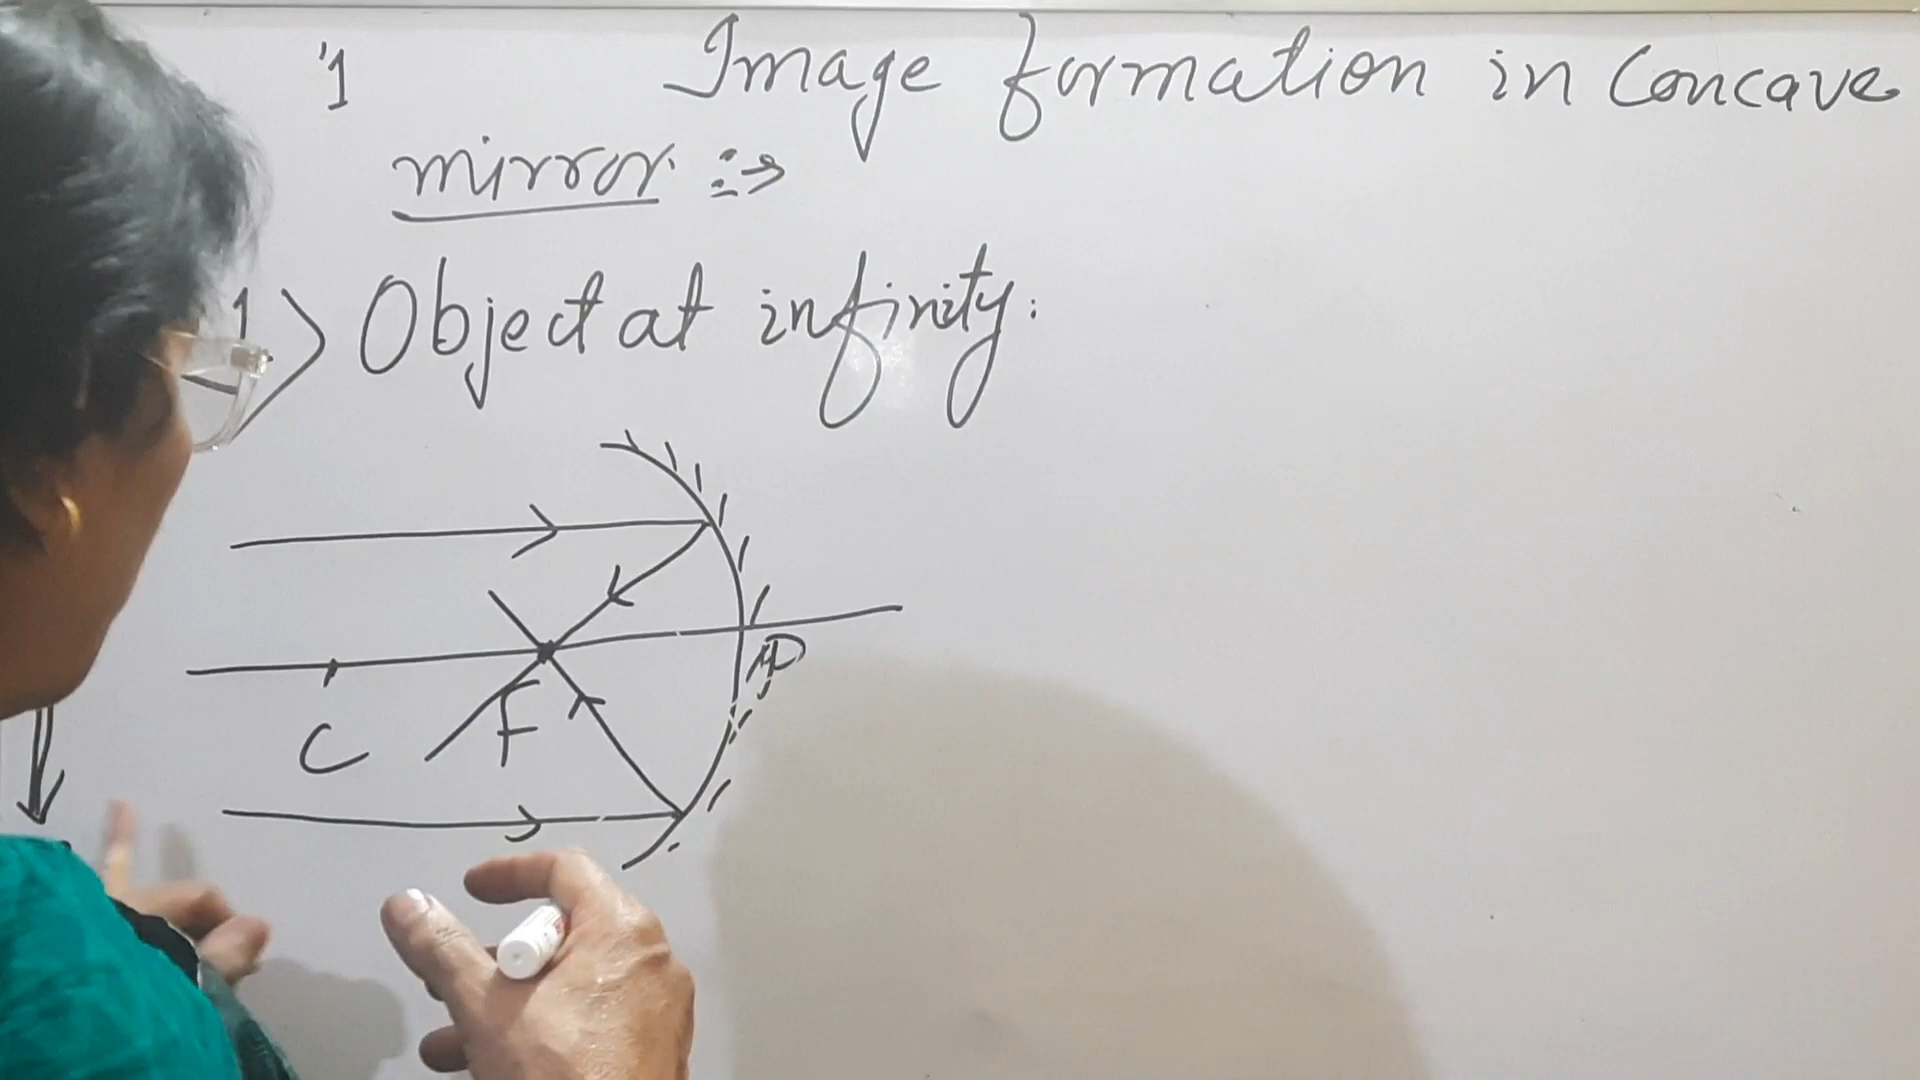 1 Image formation in Concave
mirror :->
1> Object at infinity:
P
C F